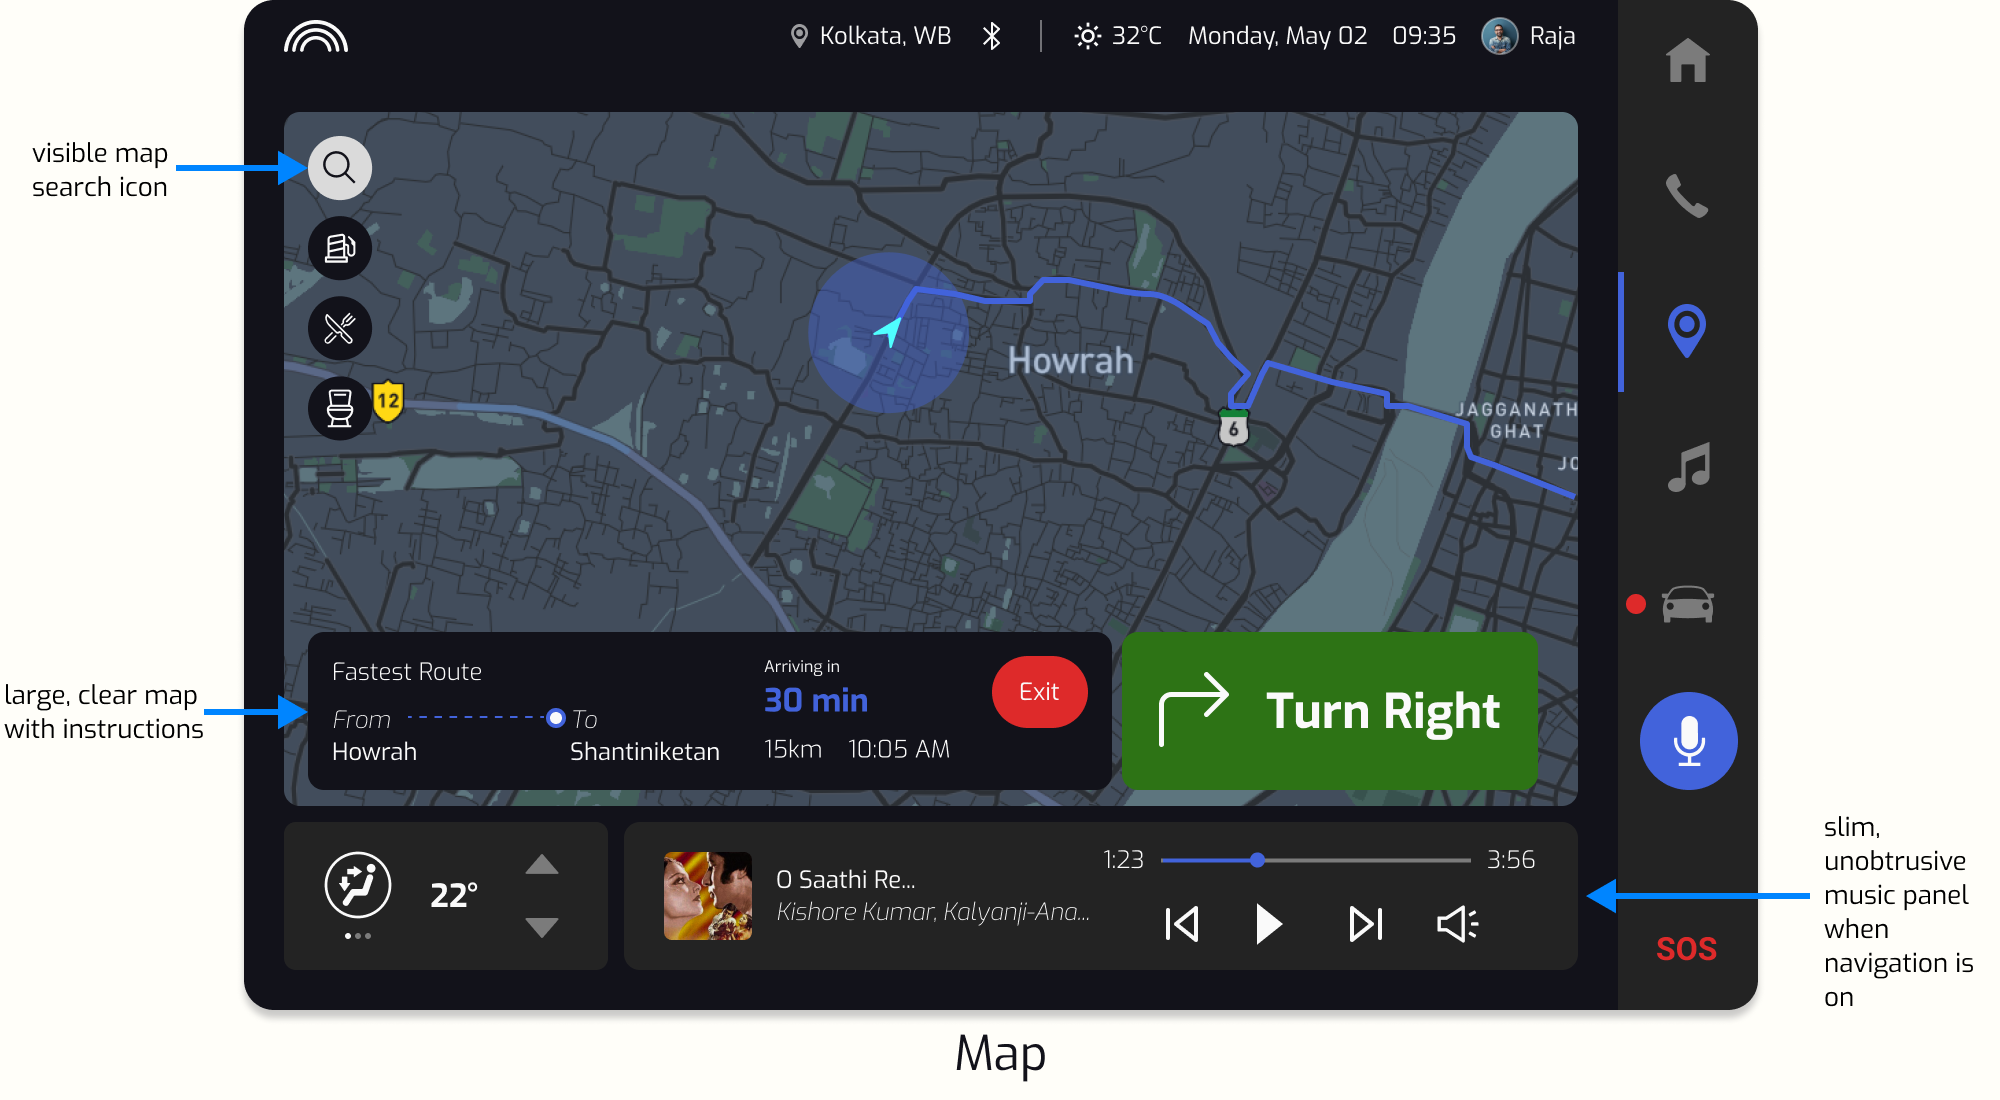 Kolkata, WB
32°C
Monday, May 02
09:35
Raja
visible map
search icon
12
Howrah
6
JAGGANATH
GHAT
JO
large, clear map
with instructions
Fastest Route
From
To
Howrah
Shantiniketan
Arriving in
30 min
15km
10:05 AM
Exit
Turn Right
22°
O Saathi Re...
Kishore Kumar, Kalyanji-Ana...
1:23
3:56
SOS
slim,
unobtrusive
music panel
when
navigation is
on
Map